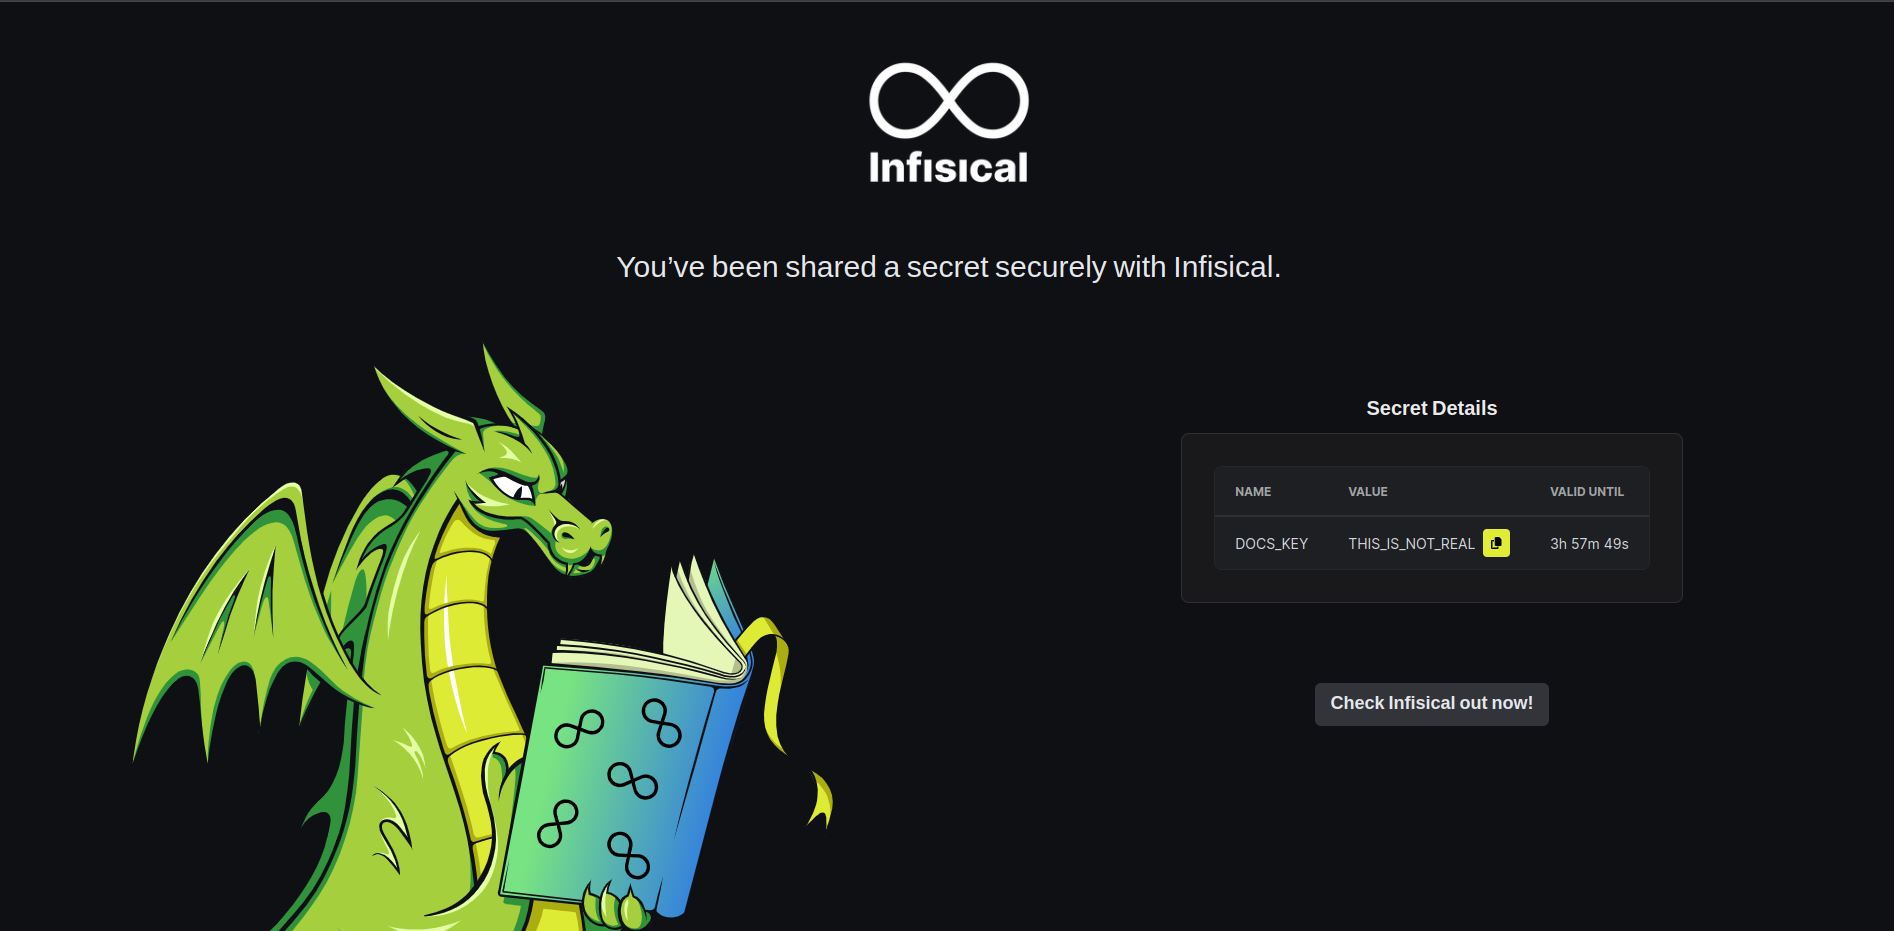 Infisical
You’ve been shared a secret securely with Infisical.
Secret Details
NAME VALUE VALID UNTIL
DOCS_KEY THIS_IS_NOT_REAL 3h 57m 49s
Check Infisical out now!